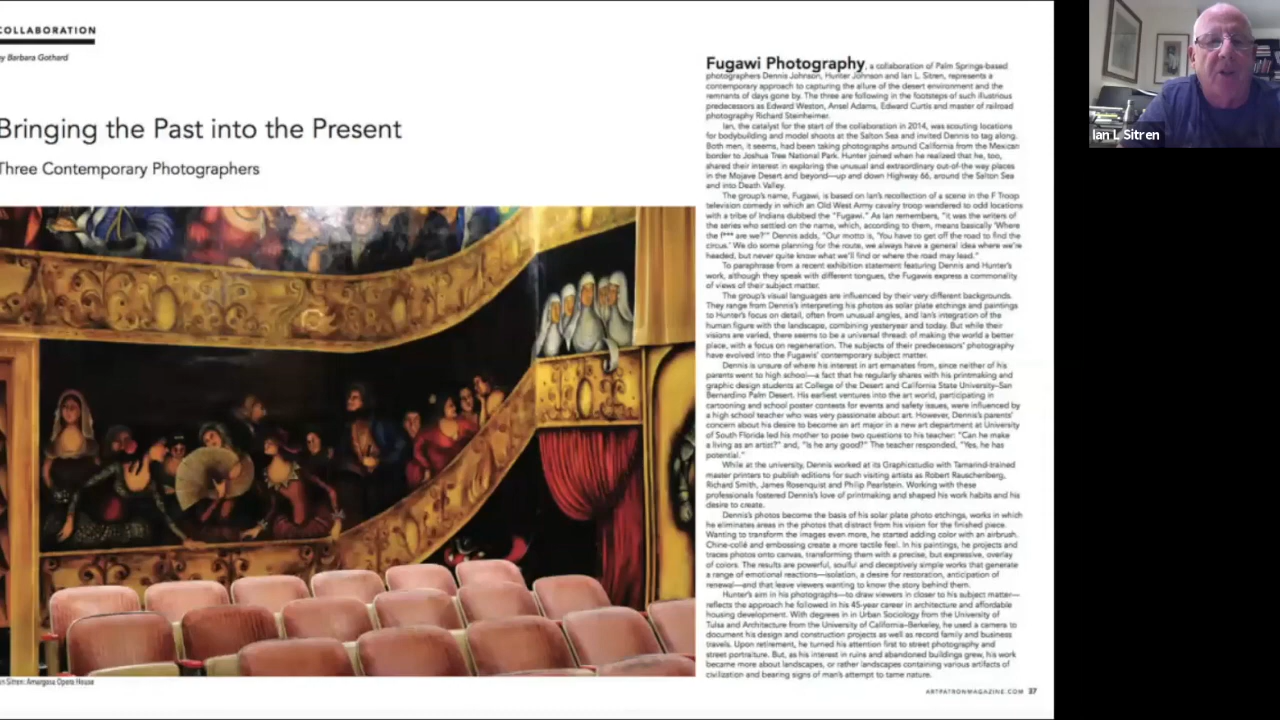 COLLABORATION
by Barbara Gothard
Bringing the Past into the Present
Three Contemporary Photographers
Ian Sitren: Amargosa Opera House
Fugawi Photography, a collaboration of Palm Springs-based
photographers Dennis Johnson, Hunter Johnson and Ian L. Sitren, represents a
contemporary approach to capturing the allure of the desert environment and the
remnants of days gone by. The three are following in the footsteps of such illustrious
predecessors as Edward Weston, Ansel Adams, Edward Curtis and master of railroad
photography Richard Steinheimer.
Ian, the catalyst for the start of the collaboration in 2014, was scouting locations
for bodybuilding and model shoots at the Salton Sea and invited Dennis to tag along.
Both men, it seems, had been taking photographs around California from the Mexican
border to Joshua Tree National Park. Hunter joined when he realized that he, too,
shared their interest in exploring the unusual and extraordinary out-of-the way places
in the Mojave Desert and beyond—up and down Highway 66, around the Salton Sea
and into Death Valley.
The group's name, Fugawi, is based on Ian's recollection of a scene in the F Troop
television comedy in which an Old West Army cavalry troop wandered to odd locations
with a tribe of Indians dubbed the "Fugawi." As Ian remembers, "it was the writers of
the series who settled on the name, which, according to them, means basically 'Where
the f*** are we?'" Dennis adds, "Our motto is, 'You have to get off the road to find the
circus.' We do some planning for the route, we always have a general idea where we're
headed, but never quite know what we'll find or where the road may lead."
To paraphrase from a recent exhibition statement featuring Dennis and Hunter's
work, although they speak with different tongues, the Fugawis express a commonality
of views of their subject matter.
The group's visual languages are influenced by their very different backgrounds.
They range from Dennis's interpreting his photos as solar plate etchings and paintings
to Hunter's focus on detail, often from unusual angles, and Ian's integration of the
human figure with the landscape, combining yesteryear and today. But while their
visions are varied, there seems to be a universal thread: of making the world a better
place, with a focus on regeneration. The subjects of their predecessors' photography
have evolved into the Fugawis' contemporary subject matter.
Dennis is unsure of where his interest in art emanates from, since neither of his
parents went to high school—a fact that he regularly shares with his printmaking and
graphic design students at College of the Desert and California State University–San
Bernardino Palm Desert. His earliest ventures into the art world, participating in
cartooning and school poster contests for events and safety issues, were influenced by
a high school teacher who was very passionate about art. However, Dennis's parents'
concern about his desire to become an art major in a new art department at University
of South Florida led his mother to pose two questions to his teacher: "Can he make
a living as an artist?" and, "Is he any good?" The teacher responded, "Yes, he has
potential."
While at the university, Dennis worked at its Graphicstudio with Tamarind-trained
master printers to publish editions for such visiting artists as Robert Rauschenberg,
Richard Smith, James Rosenquist and Philip Pearlstein. Working with these
professionals fostered Dennis's love of printmaking and shaped his work habits and his
desire to create.
Dennis's photos become the basis of his solar plate photo etchings, works in which
he eliminates areas in the photos that distract from his vision for the finished piece.
Wanting to transform the images even more, he started adding color with an airbrush.
Chine-collé and embossing create a more tactile feel. In his paintings, he projects and
traces photos onto canvas, transforming them with a precise, but expressive, overlay
of colors. The results are powerful, soulful and deceptively simple works that generate
a range of emotional reactions—isolation, a desire for restoration, anticipation of
renewal—and that leave viewers wanting to know the story behind them.
Hunter's aim in his photographs—to draw viewers in closer to his subject matter—
reflects the approach he followed in his 45-year career in architecture and affordable
housing development. With degrees in in Urban Sociology from the University of
Tulsa and Architecture from the University of California–Berkeley, he used a camera to
document his design and construction projects as well as record family and business
travels. Upon retirement, he turned his attention first to street photography and
street portraiture. But, as his interest in ruins and abandoned buildings grew, his work
became more about landscapes, or rather landscapes containing various artifacts of
civilization and bearing signs of man's attempt to tame nature.
ARTPATRONMAGAZINE.COM 37
Ian L Sitren